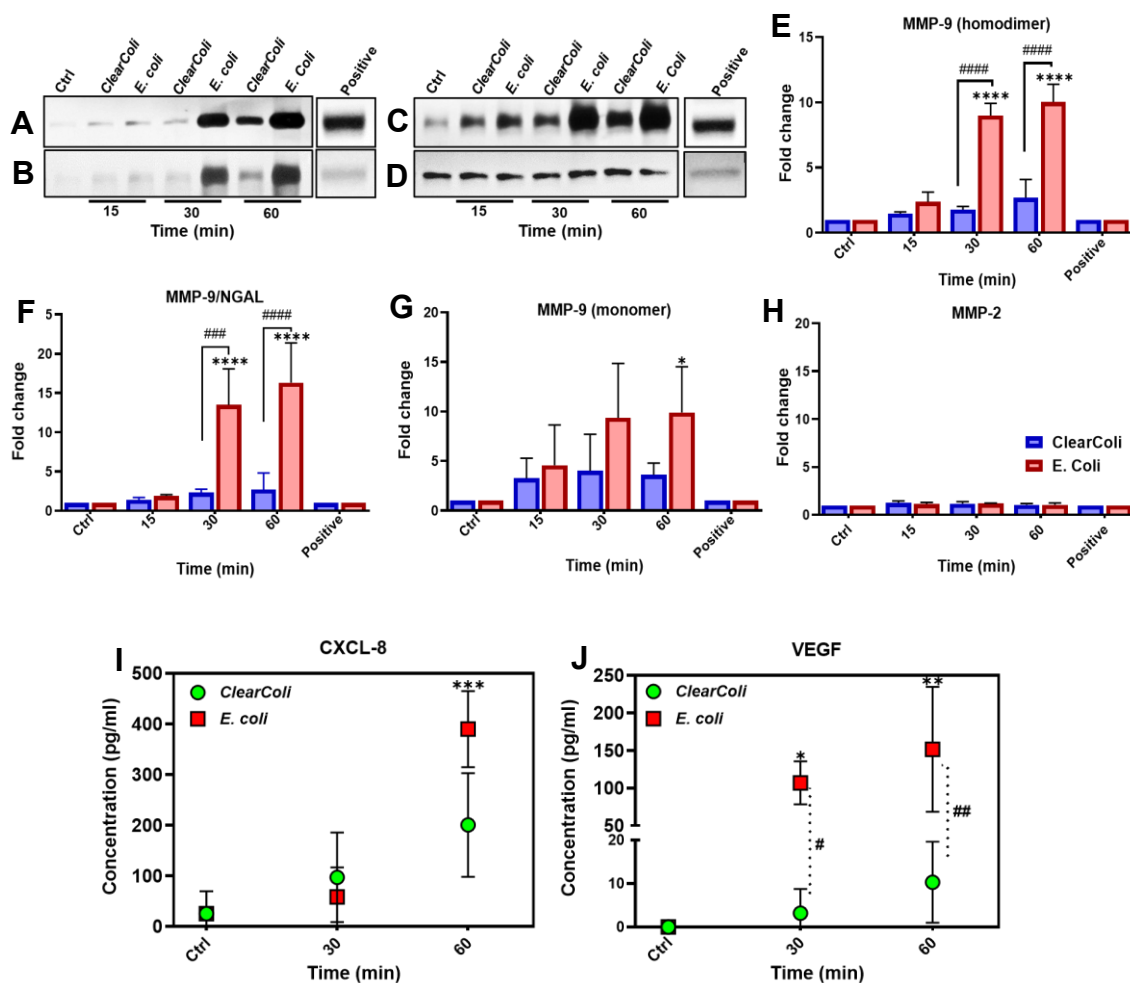 Ctrl
ClearColi
E. coli
ClearColi
E. coli
ClearColi
E. Coli
Positive
A
B
15
30
60
Time (min)
Ctrl
ClearColi
E. coli
ClearColi
E. coli
ClearColi
E. Coli
Positive
C
D
15
30
60
Time (min)
E
MMP-9 (homodimer)
Fold change
15
10
5
0
####
****
####
****
Ctrl
15
30
60
Positive
Time (min)
F
MMP-9/NGAL
Fold change
5
20
15
10
5
0
###
****
####
****
Ctrl
15
30
60
Positive
Time (min)
G
MMP-9 (monomer)
Fold change
20
15
10
5
0
*
Ctrl
15
30
60
Positive
Time (min)
H
MMP-2
Fold change
20
15
10
5
0
ClearColi
E. Coli
Ctrl
15
30
60
Positive
Time (min)
I
CXCL-8
Concentration (pg/ml)
500
400
300
200
100
0
ClearColi
E. coli
***
Ctrl
30
60
Time (min)
J
VEGF
Concentration (pg/ml)
250
200
150
100
50
20
10
0
ClearColi
E. coli
*
#
**
##
Ctrl
30
60
Time (min)